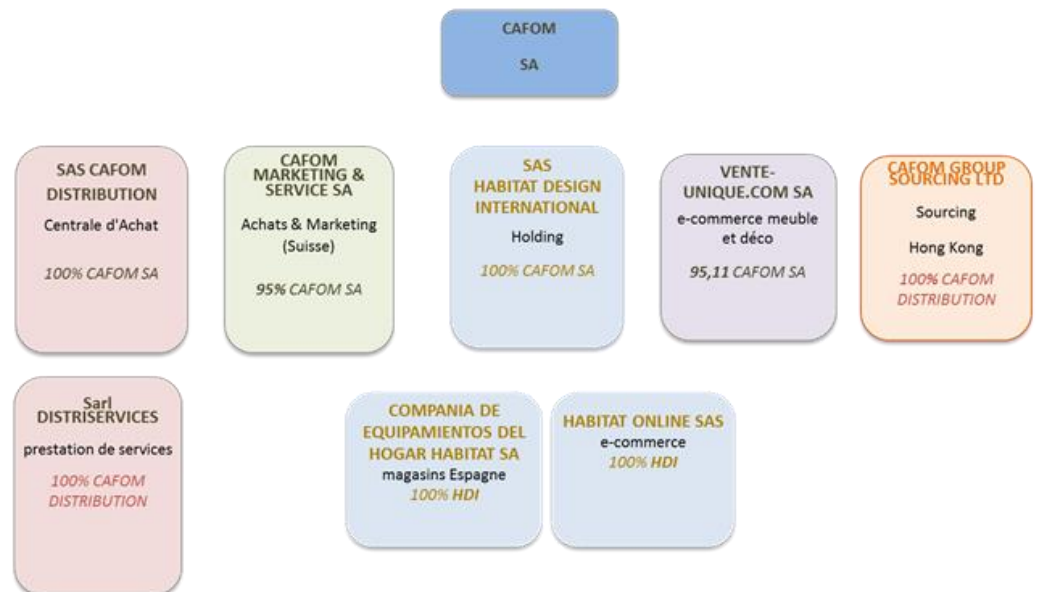 CAFOM
SA
SAS CAFOM
DISTRIBUTION
Centrale d'Achat
100% CAFOM SA
CAFOM
MARKETING &
SERVICE SA
Achats & Marketing
(Suisse)
95% CAFOM SA
SAS
HABITAT DESIGN
INTERNATIONAL
Holding
100% CAFOM SA
VENTE-
UNIQUE.COM SA
e-commerce meuble
et déco
95,11 CAFOM SA
CAFOM GROUP
SOURCING LTD
Sourcing
Hong Kong
100% CAFOM
DISTRIBUTION
Sarl
DISTRISERVICES
prestation de services
100% CAFOM
DISTRIBUTION
COMPANIA DE
EQUIPAMIENTOS DEL
HOGAR HABITAT SA
magasins Espagne
100% HDI
HABITAT ONLINE SAS
e-commerce
100% HDI